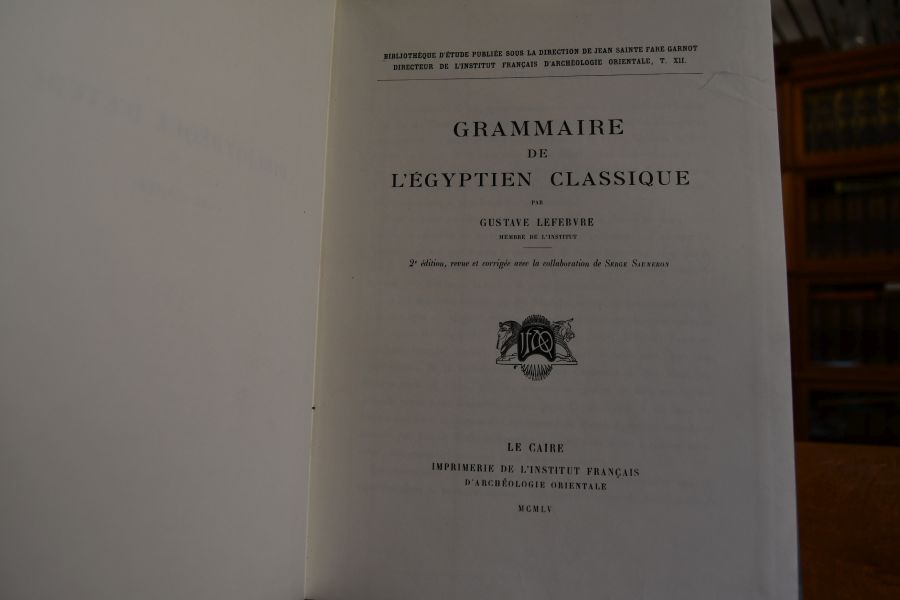 BIBLIOTHÈQUE D'ÉTUDE PUBLIÉE SOUS LA DIRECTION DE JEAN SAINTE FARE GARNOT
DIRECTEUR DE L'INSTITUT FRANÇAIS D'ARCHÉOLOGIE ORIENTALE, T. XII.
GRAMMAIRE
DE
L'ÉGYPTIEN CLASSIQUE
PAR
GUSTAVE LEFEBVRE
MEMBRE DE L'INSTITUT
2e édition, revue et corrigée avec la collaboration de SERGE SAUNERON
LE CAIRE
IMPRIMERIE DE L'INSTITUT FRANÇAIS
D'ARCHÉOLOGIE ORIENTALE
MCMLV